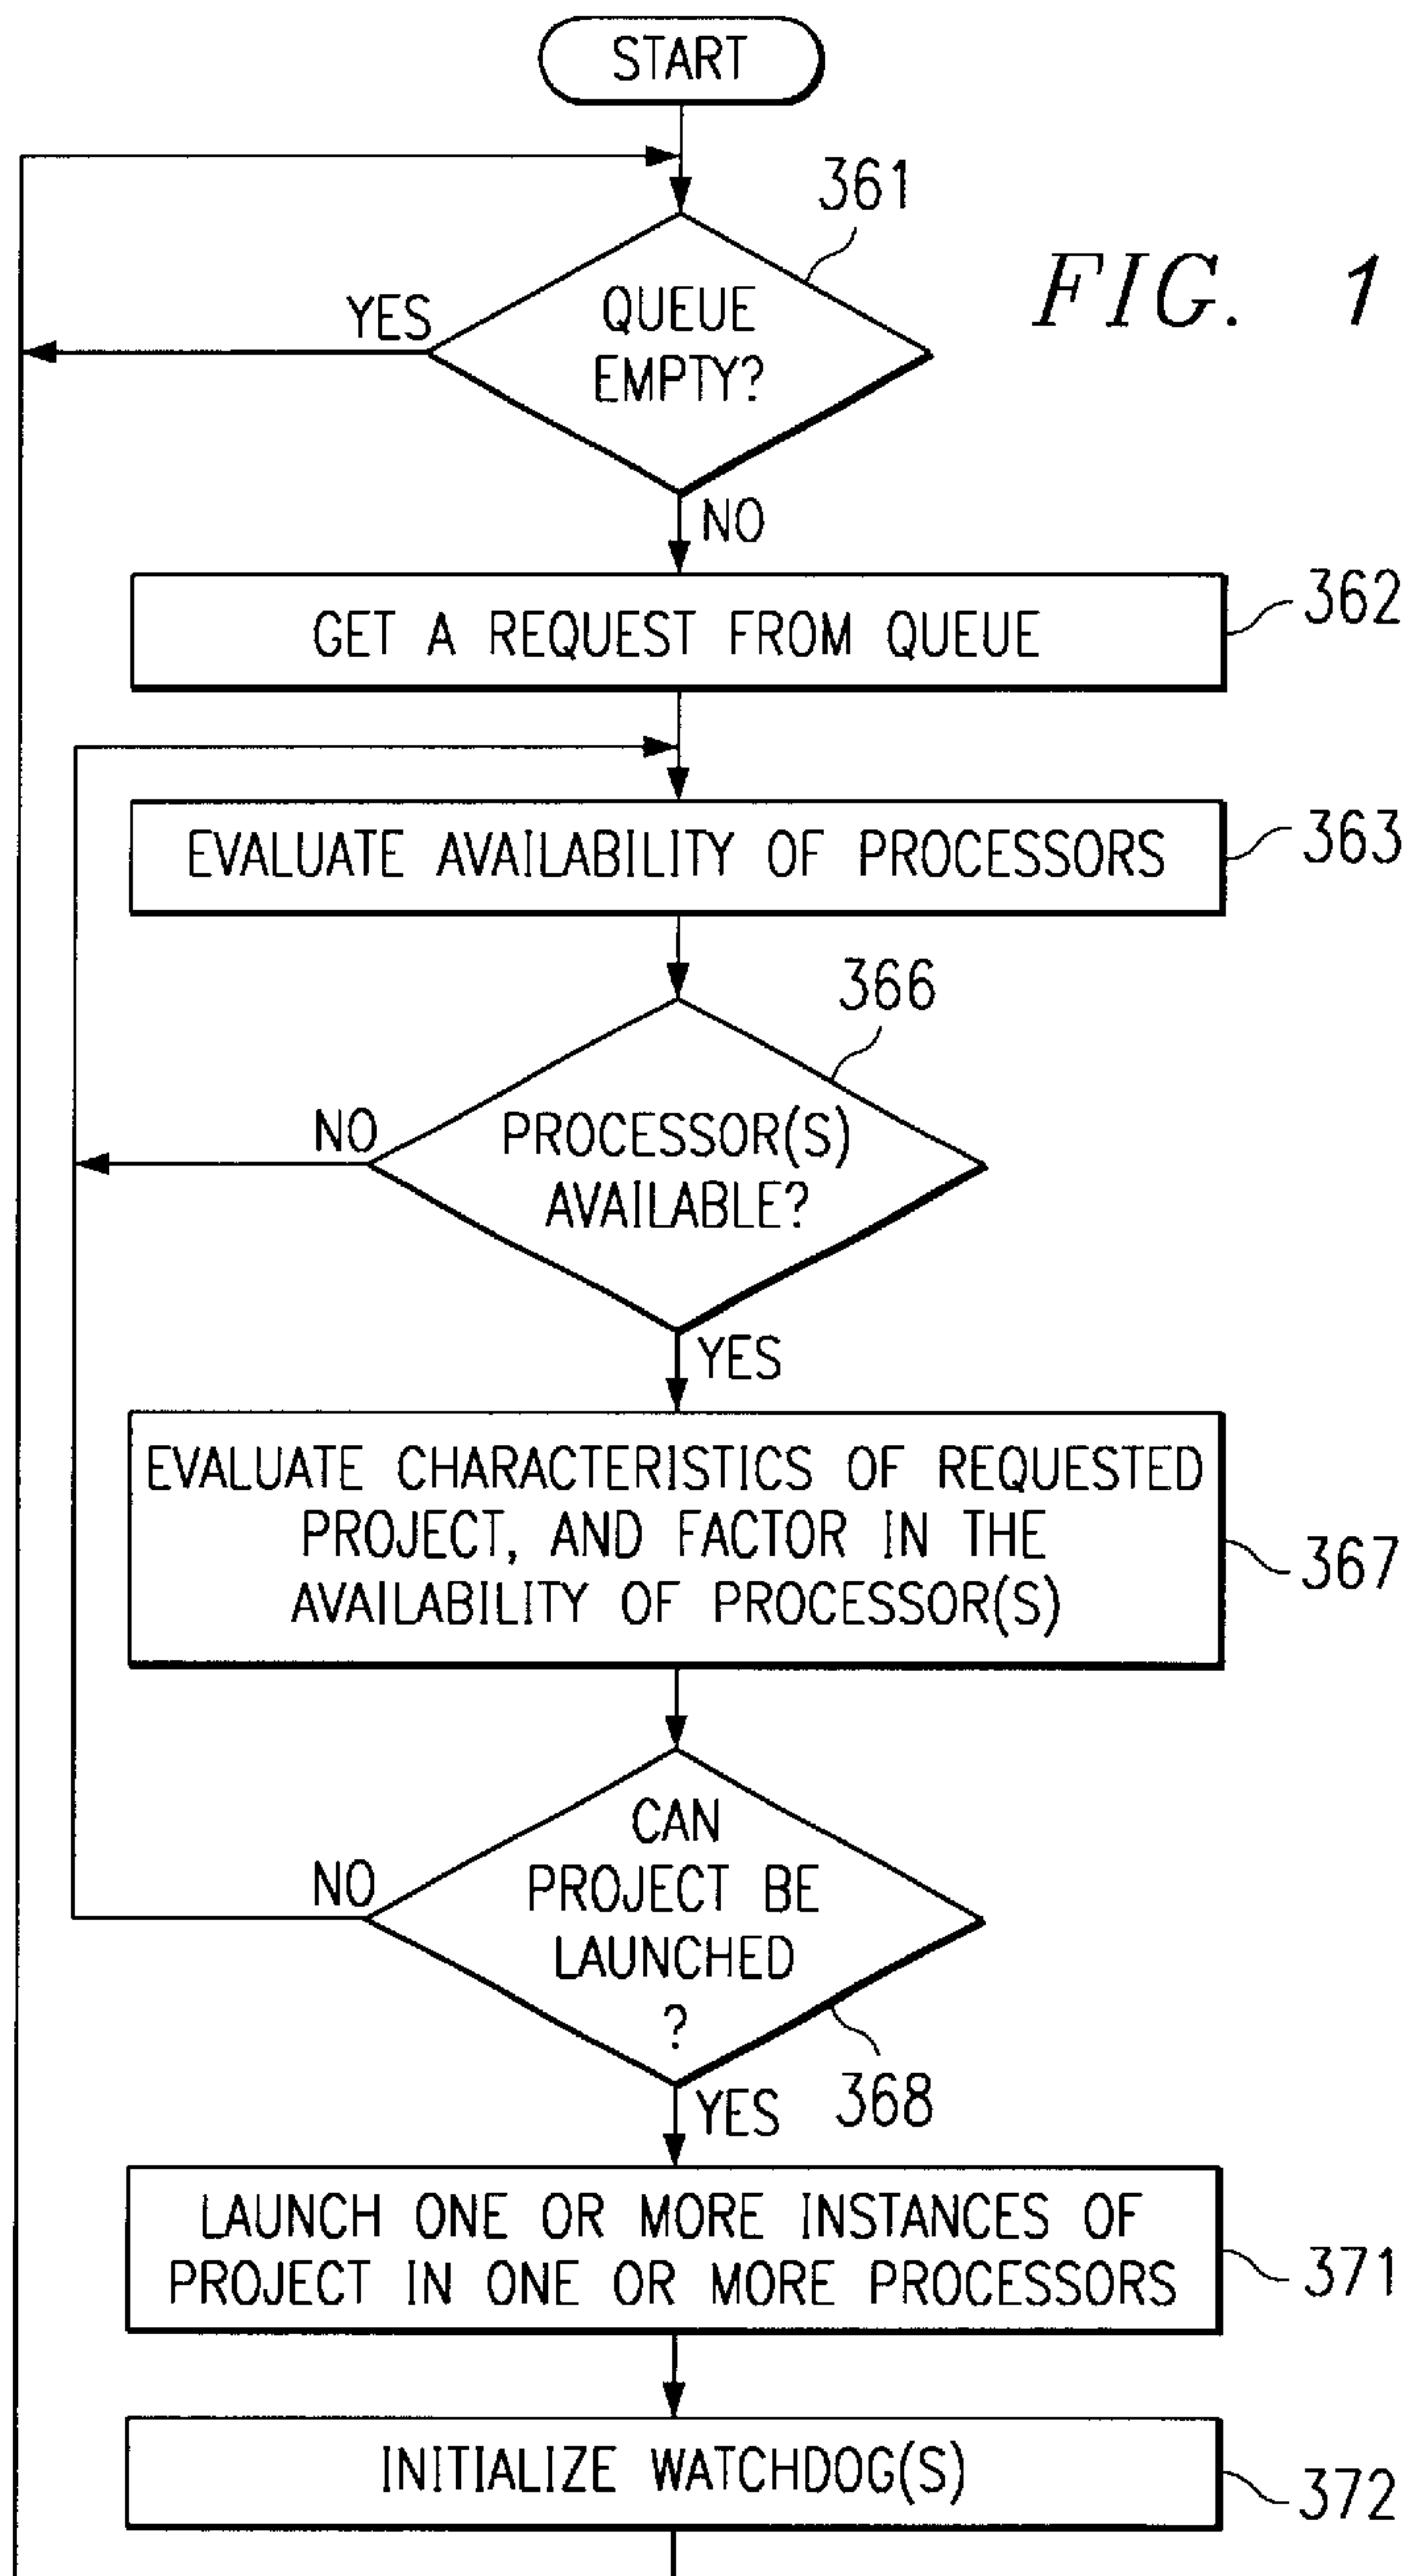 START
361
FIG. 1
YES
QUEUE
EMPTY?
NO
362
GET A REQUEST FROM QUEUE
363
EVALUATE AVAILABILITY OF PROCESSORS
366
NO
PROCESSOR(S)
AVAILABLE?
YES
EVALUATE CHARACTERISTICS OF REQUESTED
PROJECT, AND FACTOR IN THE
AVAILABILITY OF PROCESSOR(S)
367
CAN
PROJECT BE
LAUNCHED
?
NO
368
YES
LAUNCH ONE OR MORE INSTANCES OF
PROJECT IN ONE OR MORE PROCESSORS
371
INITIALIZE WATCHDOG(S)
372